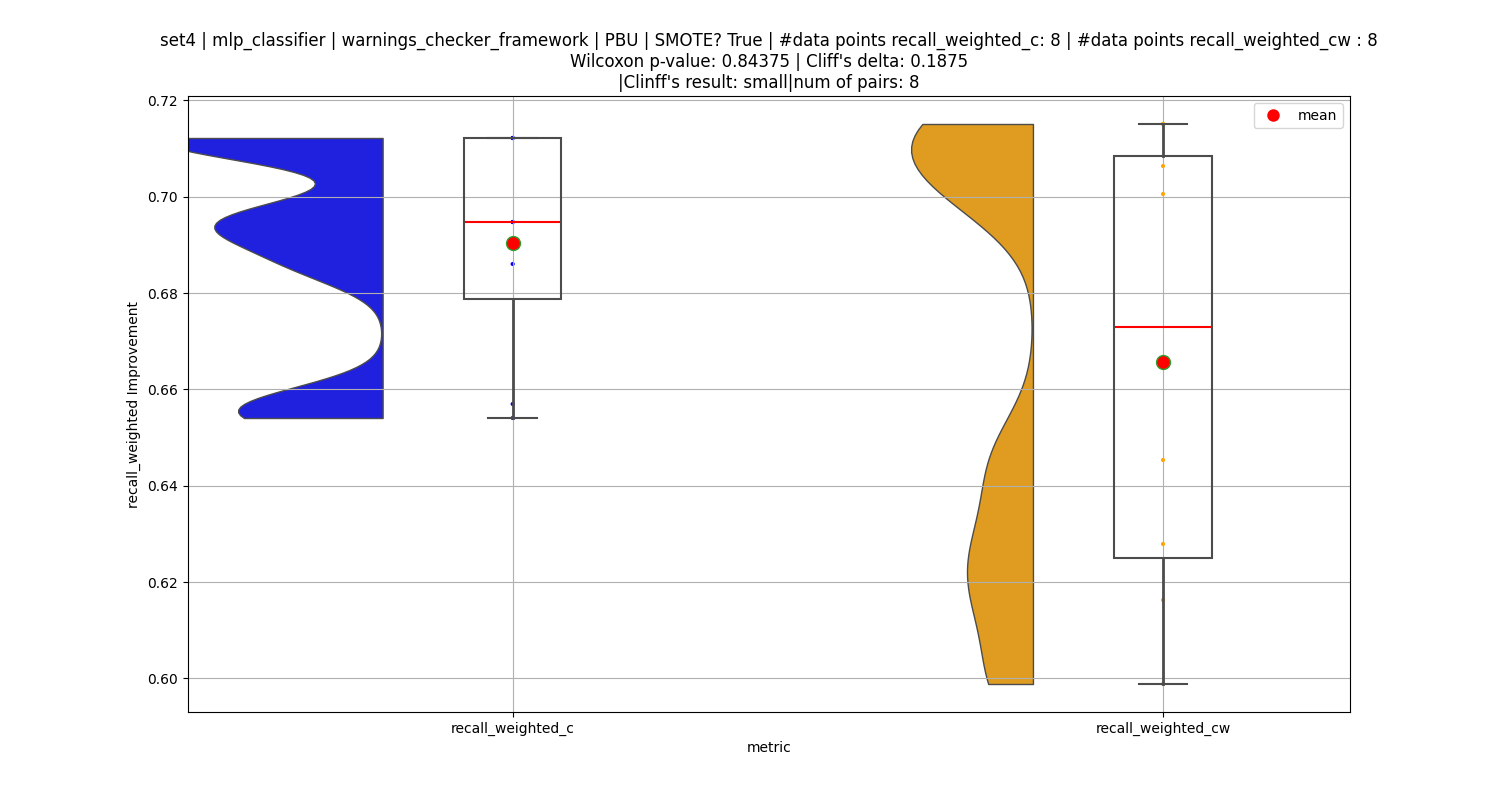 set4 | mlp_classifier | warnings_checker_framework | PBU | SMOTE? True | #data points recall_weighted_c: 8 | #data points recall_weighted_cw : 8
Wilcoxon p-value: 0.84375 | Cliff's delta: 0.1875
|Clinff's result: small|num of pairs: 8
mean
0.72
0.70
0.68
0.66
0.64
0.62
0.60
recall_weighted Improvement
recall_weighted_c
recall_weighted_cw
metric